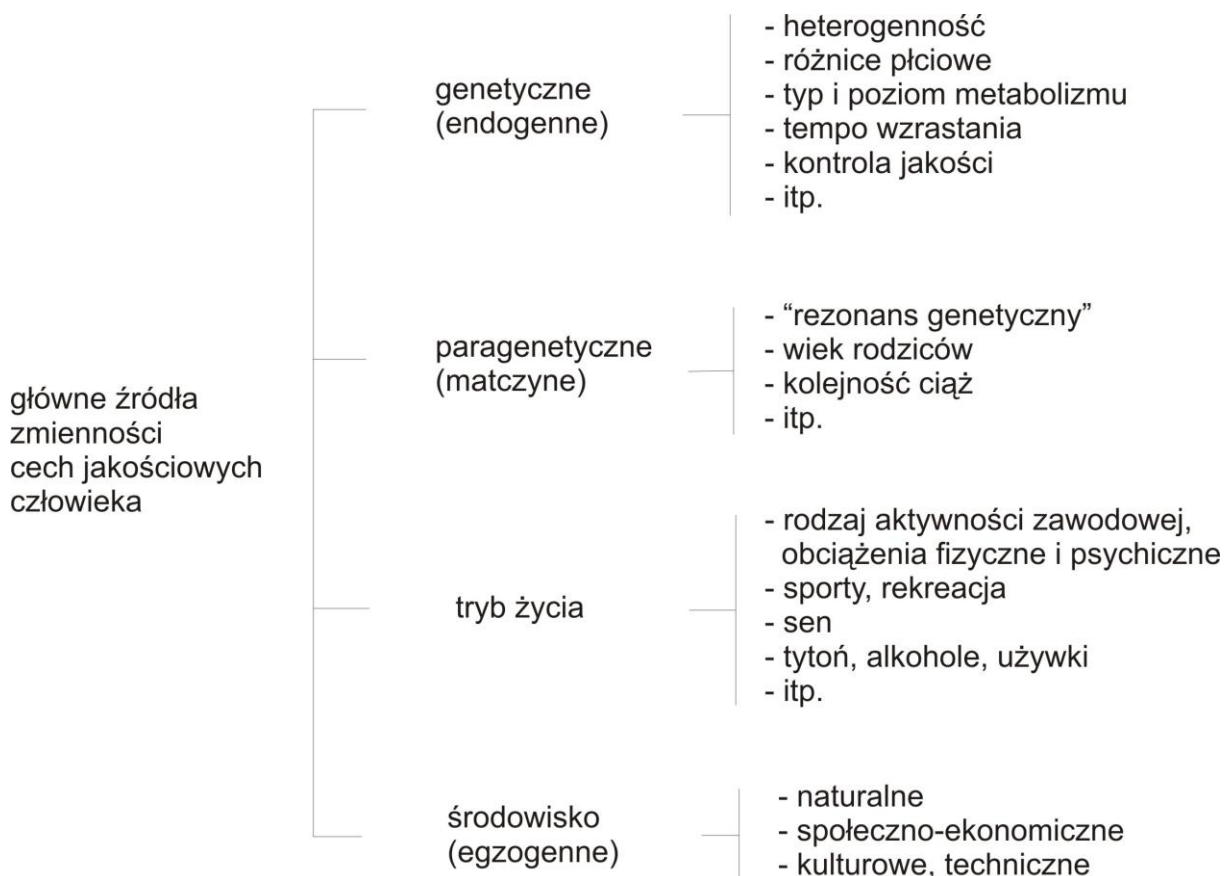 główne źródła
zmienności
cech jakościowych
człowieka
genetyczne
(endogenne)
- heterogenność
- różnice płciowe
- typ i poziom metabolizmu
- tempo wzrastania
- kontrola jakości
- itp.
paragenetyczne
(matczyne)
- “rezonans genetyczny”
- wiek rodziców
- kolejność ciąż
- itp.
tryb życia
- rodzaj aktywności zawodowej,
obciążenia fizyczne i psychiczne
- sporty, rekreacja
- sen
- tytoń, alkohole, używki
- itp.
środowisko
(egzogenne)
- naturalne
- społeczno-ekonomiczne
- kulturowe, techniczne